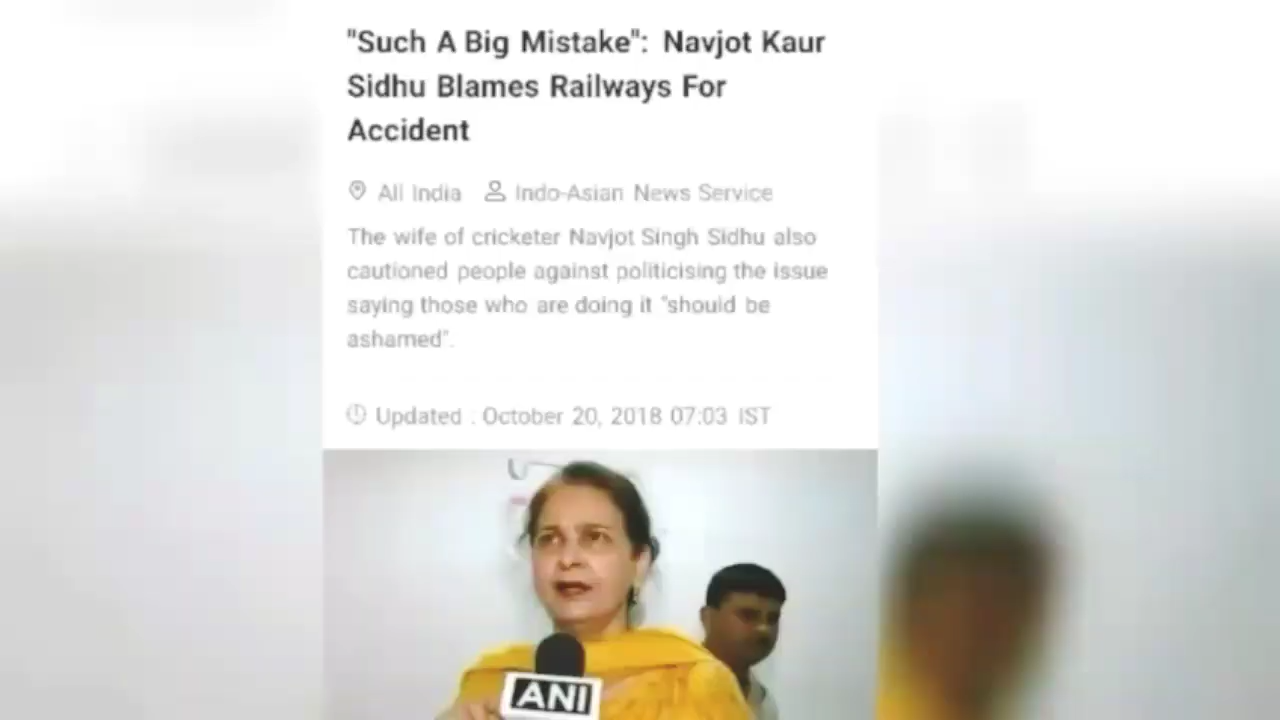 "Such A Big Mistake": Navjot Kaur
Sidhu Blames Railways For
Accident
All India Indo-Asian News Service
The wife of cricketer Navjot Singh Sidhu also
cautioned people against politicising the issue
saying those who are doing it "should be
ashamed".
Updated : October 20, 2018 07:03 IST
ANI